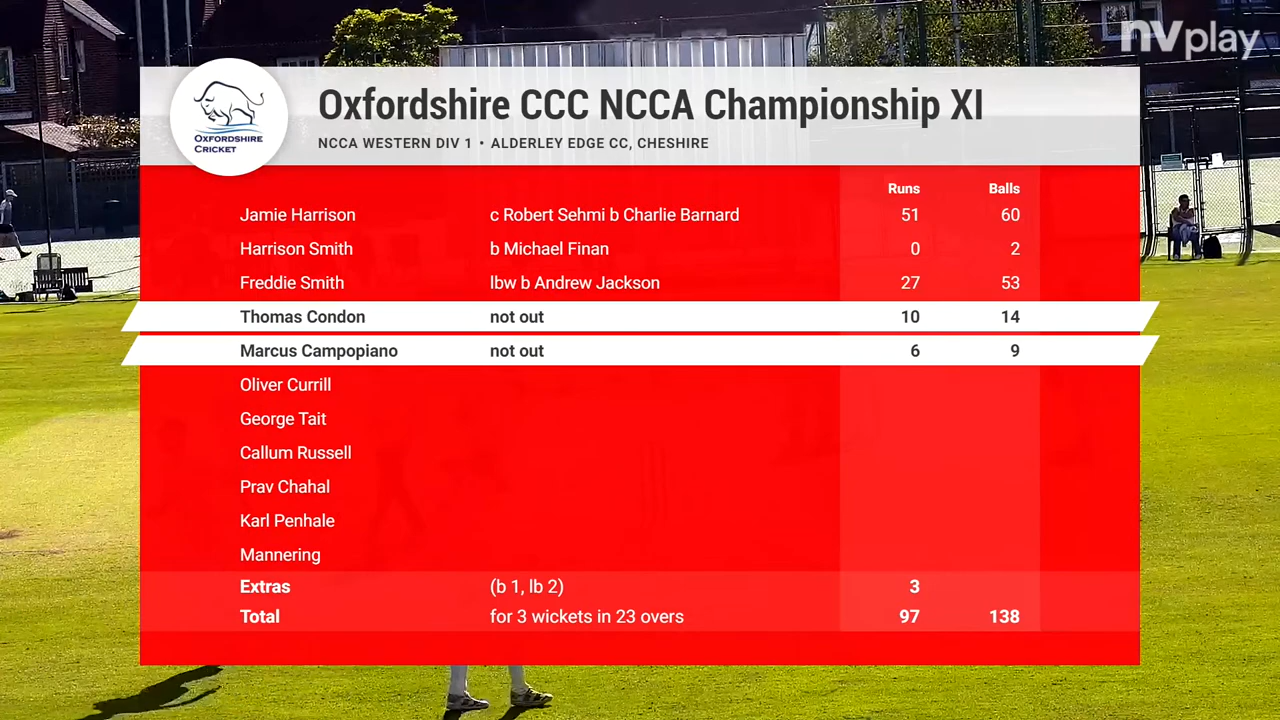 nvplay
Oxfordshire CCC NCCA Championship XI
NCCA WESTERN DIV 1 • ALDERLEY EDGE CC, CHESHIRE
OXFORDSHIRE
CRICKET
Runs Balls
Jamie Harrison c Robert Sehmi b Charlie Barnard 51 60
Harrison Smith b Michael Finan 0 2
Freddie Smith lbw b Andrew Jackson 27 53
Thomas Condon not out 10 14
Marcus Campopiano not out 6 9
Oliver Currill
George Tait
Callum Russell
Prav Chahal
Karl Penhale
Mannering
Extras (b 1, lb 2) 3
Total for 3 wickets in 23 overs 97 138